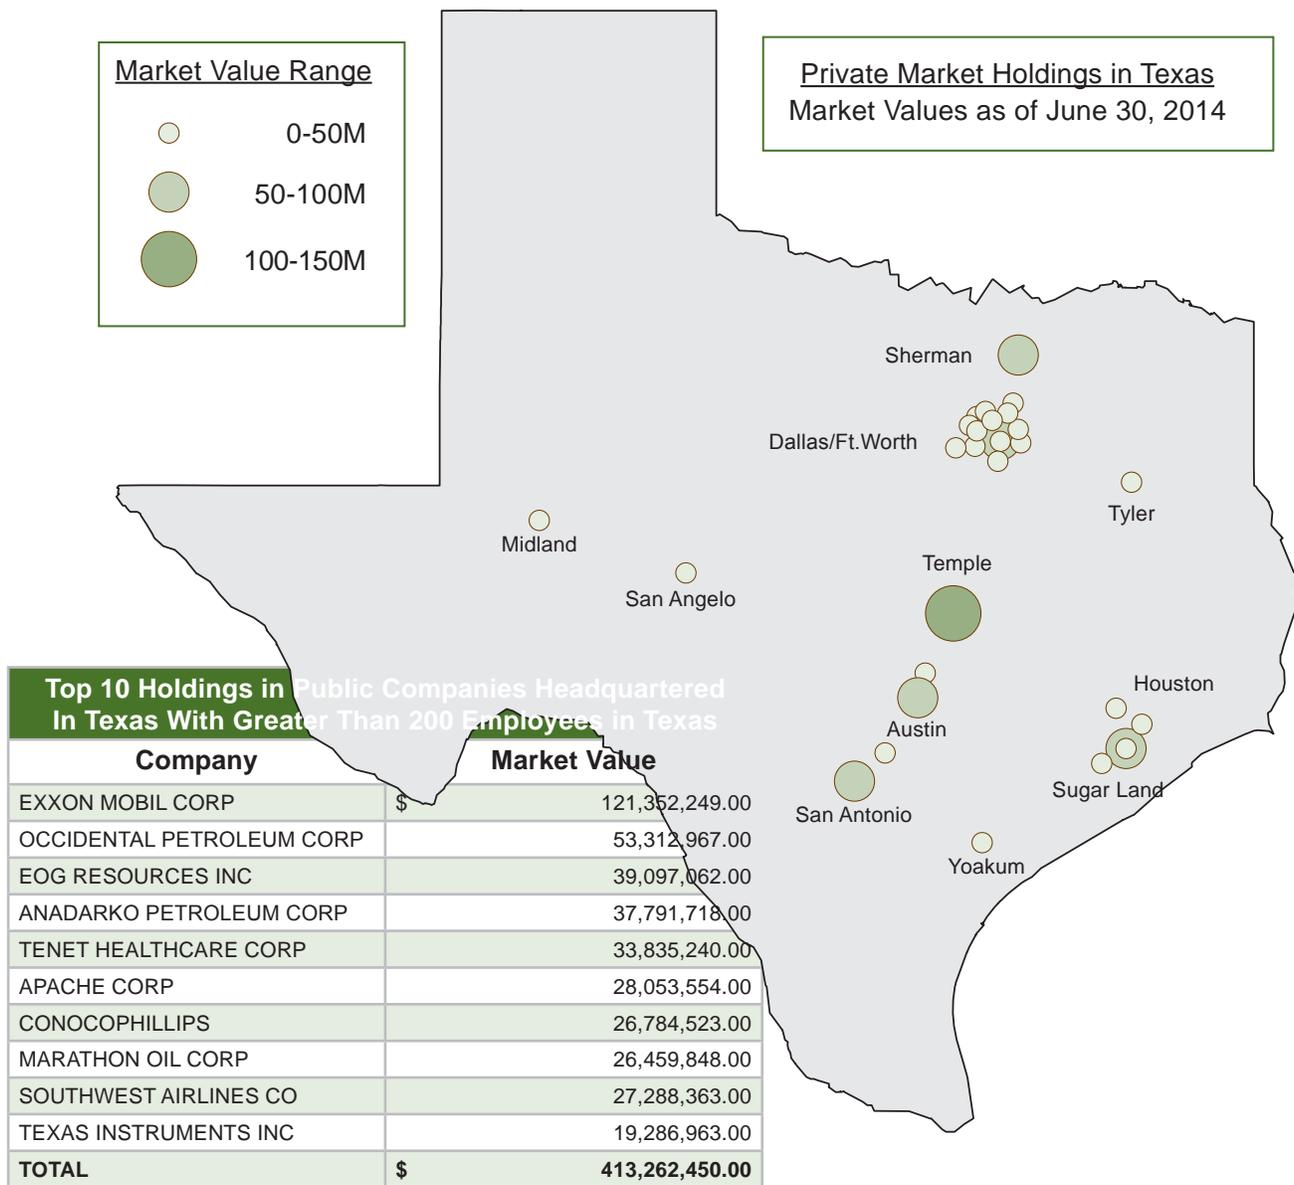 Market Value Range
0-50M
50-100M
100-150M
Private Market Holdings in Texas
Market Values as of June 30, 2014
Sherman
Dallas/Ft.Worth
Tyler
Midland
San Angelo
Temple
Houston
Austin
Sugar Land
San Antonio
Yoakum
Top 10 Holdings in Public Companies Headquartered
In Texas With Greater Than 200 Employees in Texas
Company Market Value
EXXON MOBIL CORP $ 121,352,249.00
OCCIDENTAL PETROLEUM CORP 53,312,967.00
EOG RESOURCES INC 39,097,062.00
ANADARKO PETROLEUM CORP 37,791,718.00
TENET HEALTHCARE CORP 33,835,240.00
APACHE CORP 28,053,554.00
CONOCOPHILLIPS 26,784,523.00
MARATHON OIL CORP 26,459,848.00
SOUTHWEST AIRLINES CO 27,288,363.00
TEXAS INSTRUMENTS INC 19,286,963.00
TOTAL $ 413,262,450.00